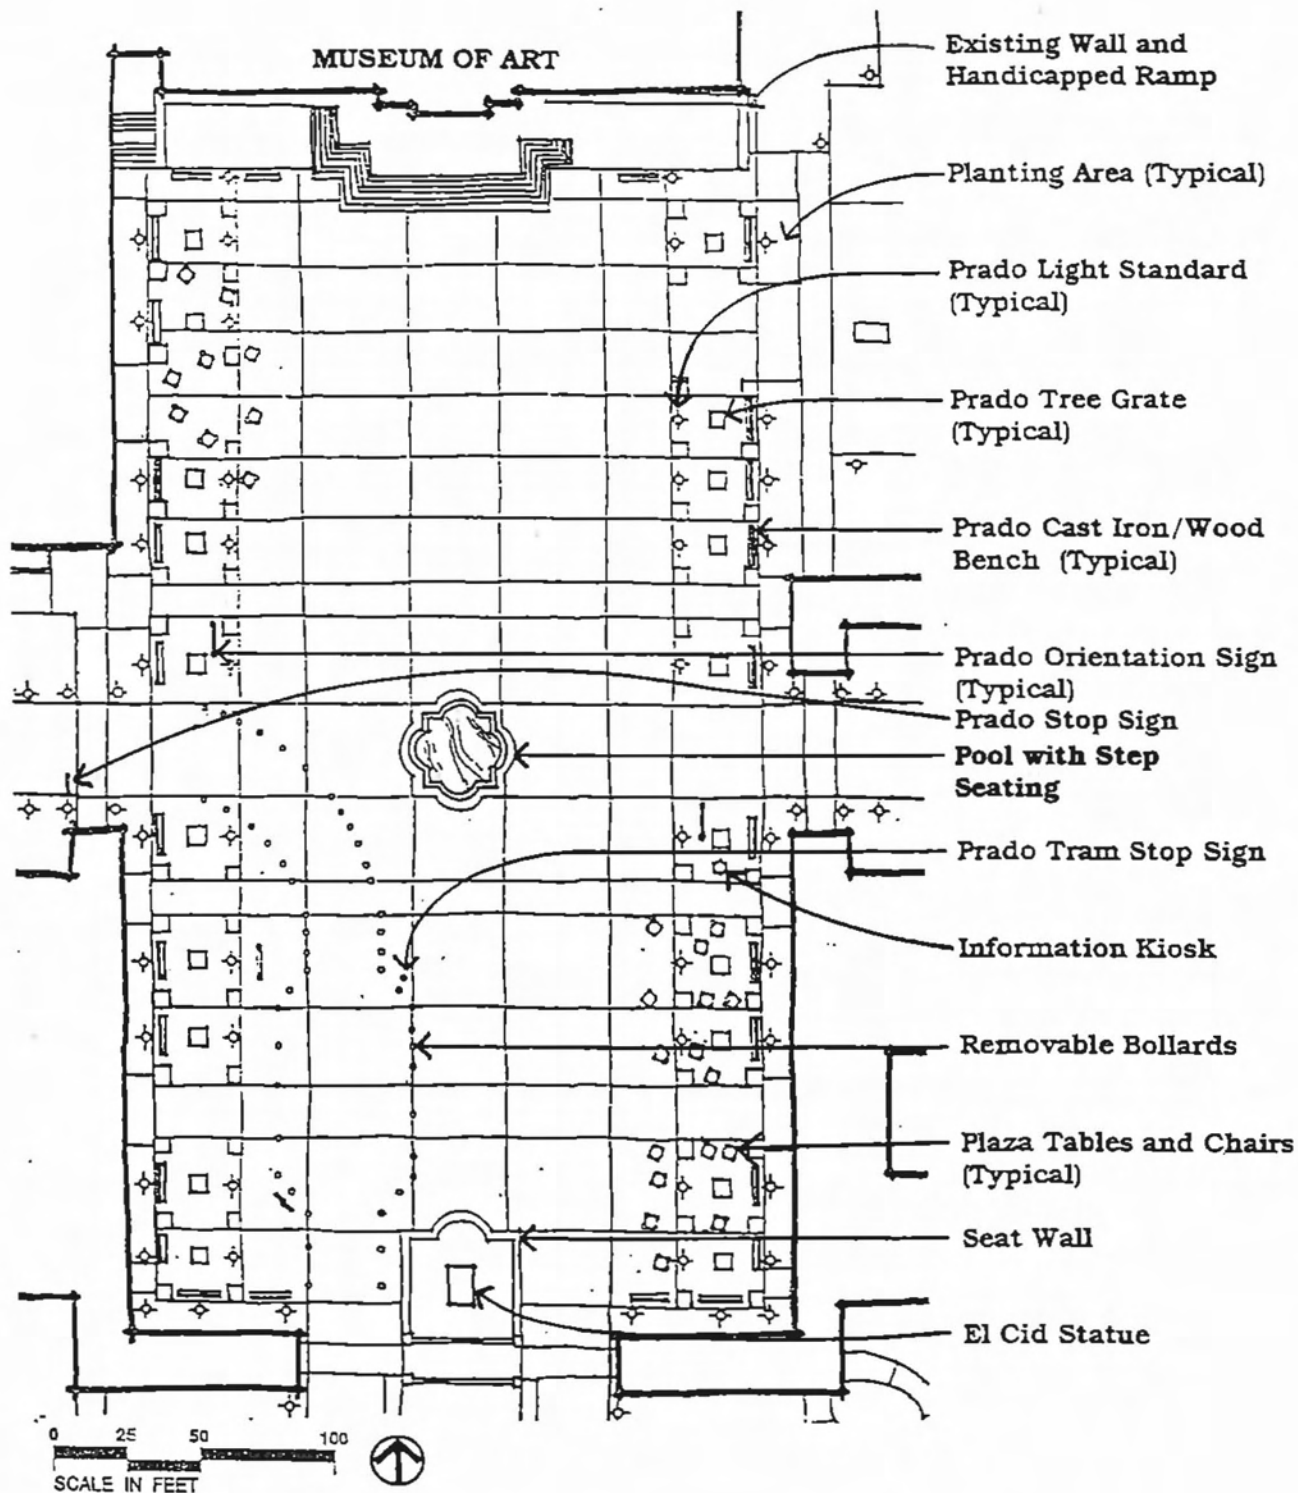 MUSEUM OF ART
Existing Wall and
Handicapped Ramp
Planting Area (Typical)
Prado Light Standard
(Typical)
Prado Tree Grate
(Typical)
Prado Cast Iron/Wood
Bench (Typical)
Prado Orientation Sign
(Typical)
Prado Stop Sign
Pool with Step
Seating
Prado Tram Stop Sign
Information Kiosk
Removable Bollards
Plaza Tables and Chairs
(Typical)
Seat Wall
El Cid Statue
0 25 50 100
SCALE IN FEET